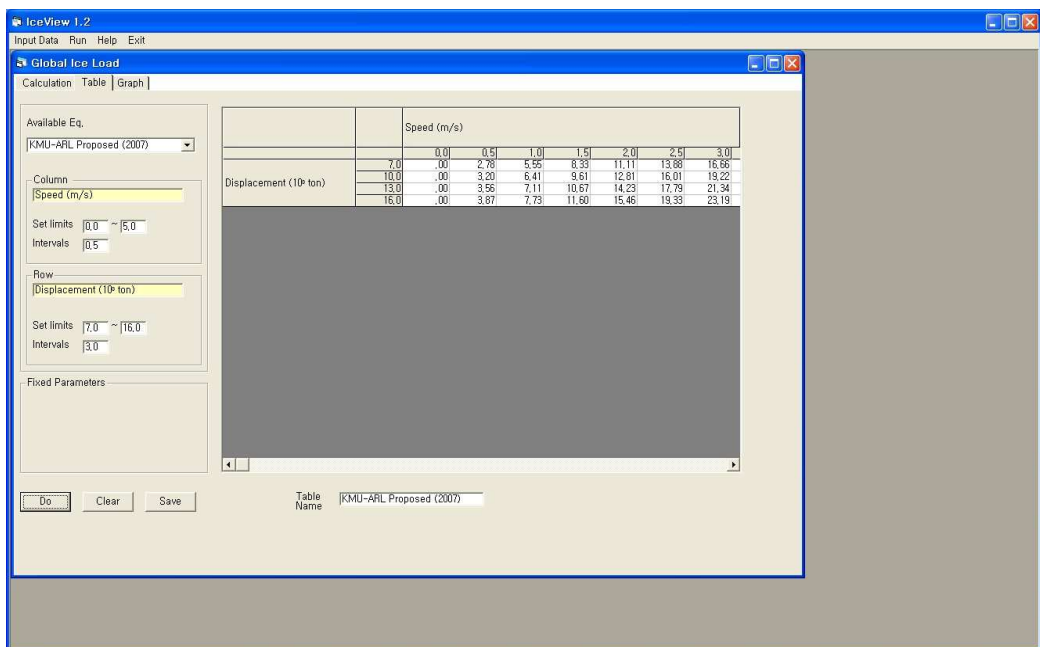 IceView 1.2
Input Data Run Help Exit
Global Ice Load
Calculation Table Graph
Available Eq.
KMU-ARL Proposed (2007)
Column
Speed (m/s)
Set limits 0,0 ~ 5,0
Intervals 0,5
Row
Displacement (10³ ton)
Set limits 7,0 ~ 16,0
Intervals 3,0
Fixed Parameters
Speed (m/s)
0,0 0,5 1,0 1,5 2,0 2,5 3,0
Displacement (10³ ton)
7,0 ,00 2,78 5,55 8,33 11,11 13,88 16,66
10,0 ,00 3,20 6,41 9,61 12,81 16,01 19,22
13,0 ,00 3,56 7,11 10,67 14,23 17,79 21,34
16,0 ,00 3,87 7,73 11,60 15,46 19,33 23,19
Do Clear Save
Table
Name
KMU-ARL Proposed (2007)